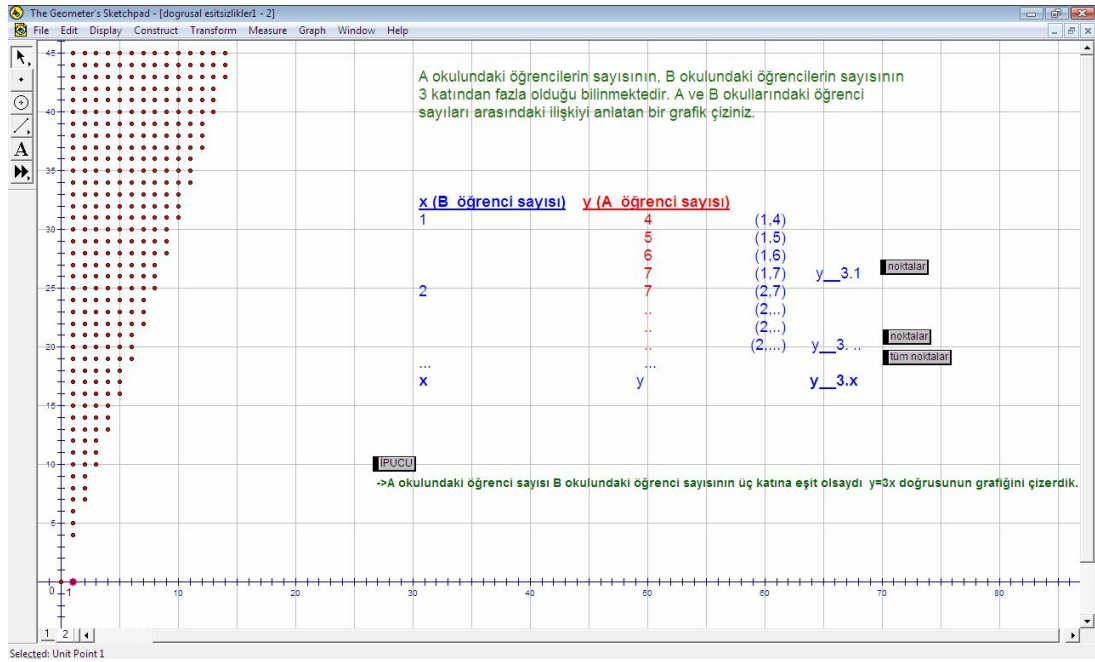 The Geometer's Sketchpad - [dogrusal esitsizlikler1 - 2]
File Edit Display Construct Transform Measure Graph Window Help
A okulundaki öğrencilerin sayısının, B okulundaki öğrencilerin sayısının
3 katından fazla olduğu bilinmektedir. A ve B okullarındaki öğrenci
sayıları arasındaki ilişkiyi anlatan bir grafik çiziniz.
x (B öğrenci sayısı) y (A öğrenci sayısı)
1 4 (1,4)
5 (1,5)
6 (1,6)
7 (1,7) y__3.1 noktalar
2 7 (2,7)
.. (2,..)
.. (2,..) noktalar
.. (2,...) y__3. ..
tüm noktalar
... ...
x y y__3.x
İPUCU
->A okulundaki öğrenci sayısı B okulundaki öğrenci sayısının üç katına eşit olsaydı y=3x doğrusunun grafiğini çizerdik.
45
40
35
30
25
20
15
10
5
0 1 10 20 30 40 50 60 70 80
1 2
A
Selected: Unit Point 1